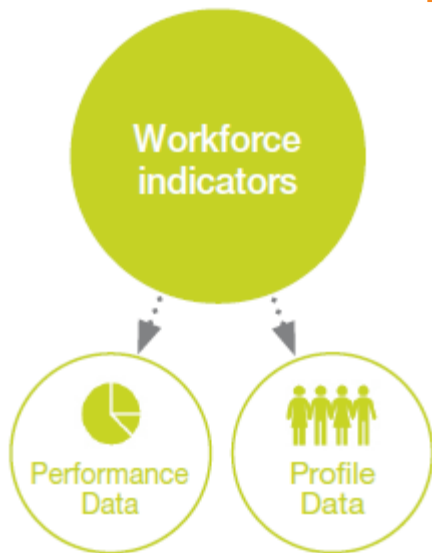 Workforce
indicators
Performance
Data
Profile
Data